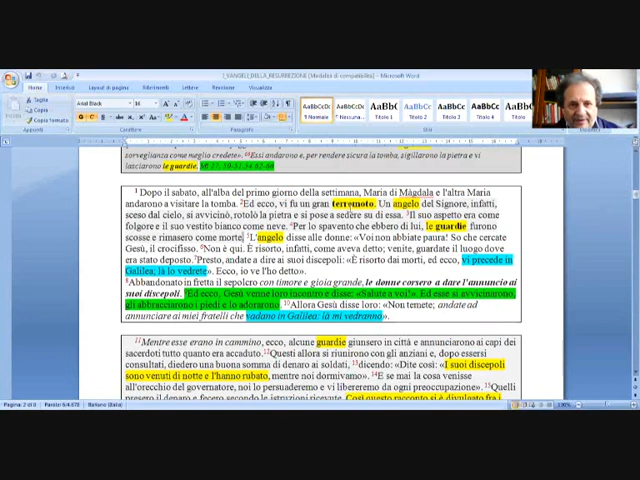 I_VANGELI_DELLA_RESURREZIONE [Modalità di compatibilità] - Microsoft Word
Home Inserisci Layout di pagina Riferimenti Lettere Revisione Visualizza
Taglia
Copia
Copia formato
Incolla
Appunti
Arial Black
Carattere
Paragrafo
AaBbCcDc AaBbCcDc AaBbC AaBbCc AaBbC AaBbCc AaBbC
¶ Normale ¶ Nessuna... Titolo 1 Titolo 2 Titolo 3 Titolo 4 Titolo 5
Stili
Modifica
sorveglianza come meglio credete». 66Essi andarono e, per rendere sicura la tomba, sigillarono la pietra e vi
lasciarono le guardie.
1 Dopo il sabato, all'alba del primo giorno della settimana, Maria di Màgdala e l'altra Maria
andarono a visitare la tomba. 2Ed ecco, vi fu un gran terremoto. Un angelo del Signore, infatti,
sceso dal cielo, si avvicinò, rotolò la pietra e si pose a sedere su di essa. 3Il suo aspetto era come
folgore e il suo vestito bianco come neve. 4Per lo spavento che ebbero di lui, le guardie furono
scosse e rimasero come morte. 5L'angelo disse alle donne: «Voi non abbiate paura! So che cercate
Gesù, il crocifisso. 6Non è qui. È risorto, infatti, come aveva detto; venite, guardate il luogo dove
era stato deposto. 7Presto, andate a dire ai suoi discepoli: «È risorto dai morti, ed ecco, vi precede in
Galilea; là lo vedrete». Ecco, io ve l'ho detto».
8Abbandonato in fretta il sepolcro con timore e gioia grande, le donne corsero a dare l'annuncio ai
suoi discepoli. 9Ed ecco, Gesù venne loro incontro e disse: «Salute a voi!». Ed esse si avvicinarono,
gli abbracciarono i piedi e lo adorarono. 10Allora Gesù disse loro: «Non temete; andate ad
annunciare ai miei fratelli che vadano in Galilea: là mi vedranno».
11Mentre esse erano in cammino, ecco, alcune guardie giunsero in città e annunciarono ai capi dei
sacerdoti tutto quanto era accaduto. 12Questi allora si riunirono con gli anziani e, dopo essersi
consultati, diedero una buona somma di denaro ai soldati, 13dicendo: «Dite così: «I suoi discepoli
sono venuti di notte e l'hanno rubato, mentre noi dormivamo». 14E se mai la cosa venisse
all'orecchio del governatore, noi lo persuaderemo e vi libereremo da ogni preoccupazione». 15Quelli
presero il denaro e fecero secondo le istruzioni ricevute. Così questo racconto si è divulgato fra i
Pagina: 2 di 8 Parole: 6/4.878 Italiano (Italia)